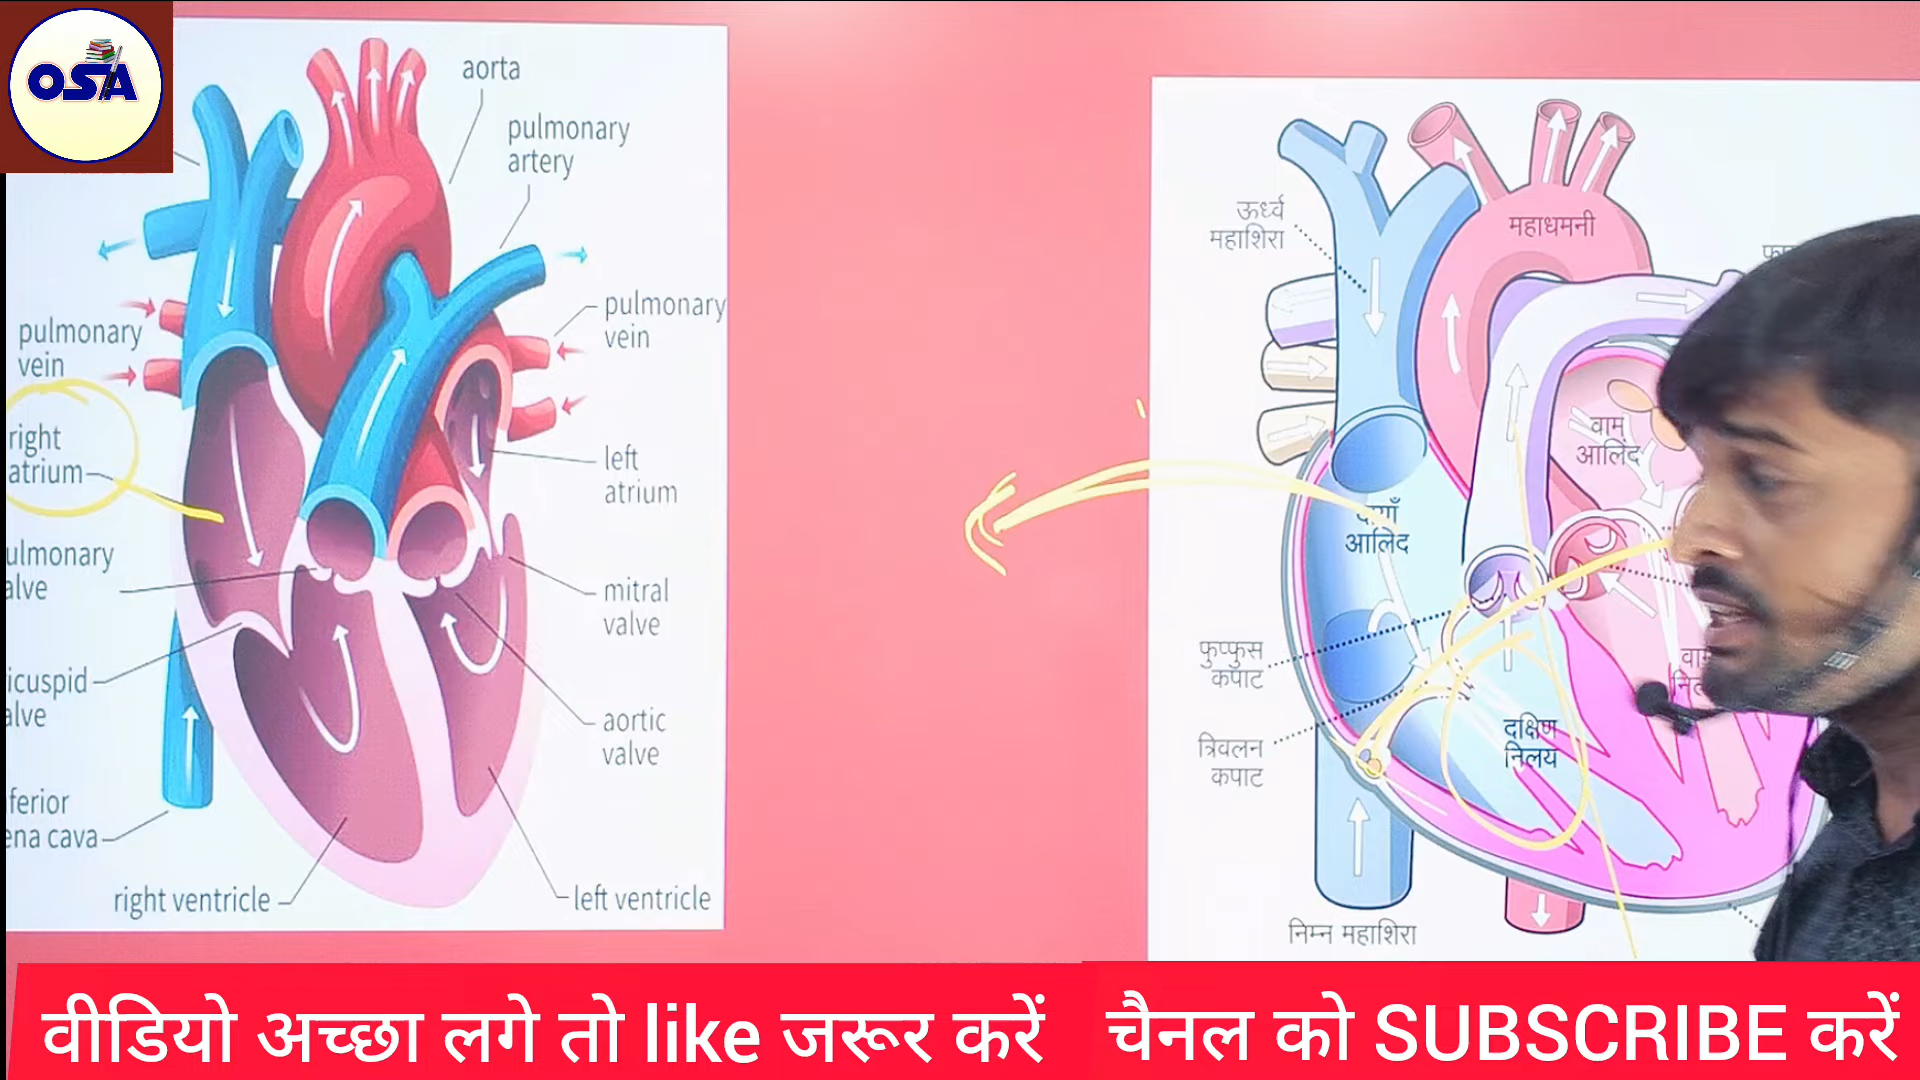 OSA
aorta
pulmonary
artery
pulmonary
vein
pulmonary
vein
right
atrium
left
atrium
ulmonary
alve
mitral
valve
icuspid
alve
aortic
valve
ferior
ena cava
right ventricle
left ventricle
ऊर्ध्व
महाशिरा
महाधमनी
वाम
आलिंद
आलिंद
फुफ्फुस
कपाट
त्रिवलन
कपाट
दक्षिण
निलय
निम्न महाशिरा
वीडियो अच्छा लगे तो like जरूर करें
चैनल को SUBSCRIBE करें